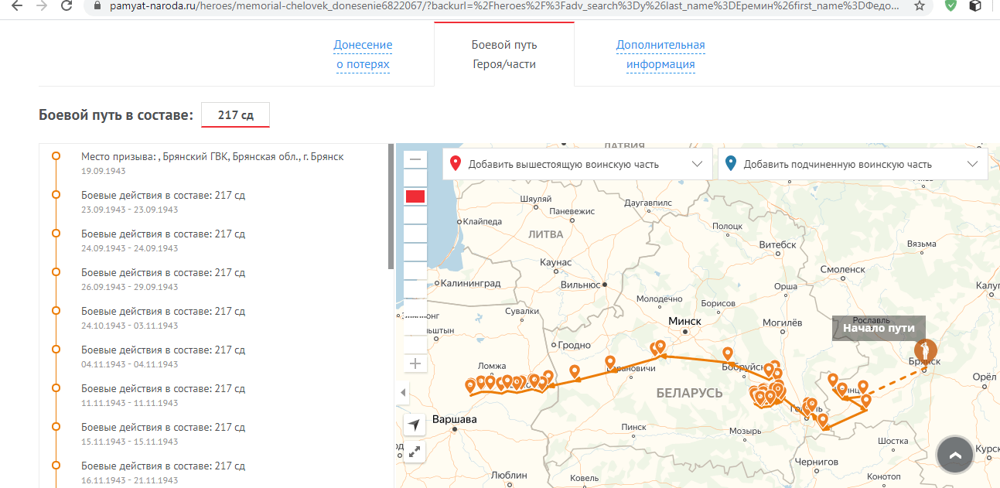 pamyat-naroda.ru/heroes/memorial-chelovek_donesenie6822067/?backurl=%2Fheroes%2F%3Fadv_search%3Dy%26last_name%3DЕремин%26first_name%3DФедо...
Донесение
о потерях
Боевой путь
Героя/части
Дополнительная
информация
Боевой путь в составе:
217 сд
Место призыва: , Брянский ГВК, Брянская обл., г. Брянск
19.09.1943
Боевые действия в составе: 217 сд
23.09.1943 - 23.09.1943
Боевые действия в составе: 217 сд
24.09.1943 - 24.09.1943
Боевые действия в составе: 217 сд
26.09.1943 - 29.09.1943
Боевые действия в составе: 217 сд
24.10.1943 - 03.11.1943
Боевые действия в составе: 217 сд
04.11.1943 - 04.11.1943
Боевые действия в составе: 217 сд
11.11.1943 - 11.11.1943
Боевые действия в составе: 217 сд
15.11.1943 - 15.11.1943
Боевые действия в составе: 217 сд
16.11.1943 - 21.11.1943
ЛАТВИЯ
Добавить вышестоящую воинскую часть
Добавить подчиненную воинскую часть
Шяуляй
Даугавпилс
Паневежис
Клайпеда
Полоцк
ЛИТВА
Витебск
Вязьма
Каунас
Смоленск
Калининград
Вильнюс
Орша
Калуг
Молодечно
Борисов
Сувалки
Минск
Могилёв
Рославль
Начало пути
Гродно
Брянск
Ломжа
Бобруйск
Орёл
БЕЛАРУСЬ
Варшава
Пинск
Мозырь
Шостка
Курс
Чернигов
Люблин
Ковель
Конотоп